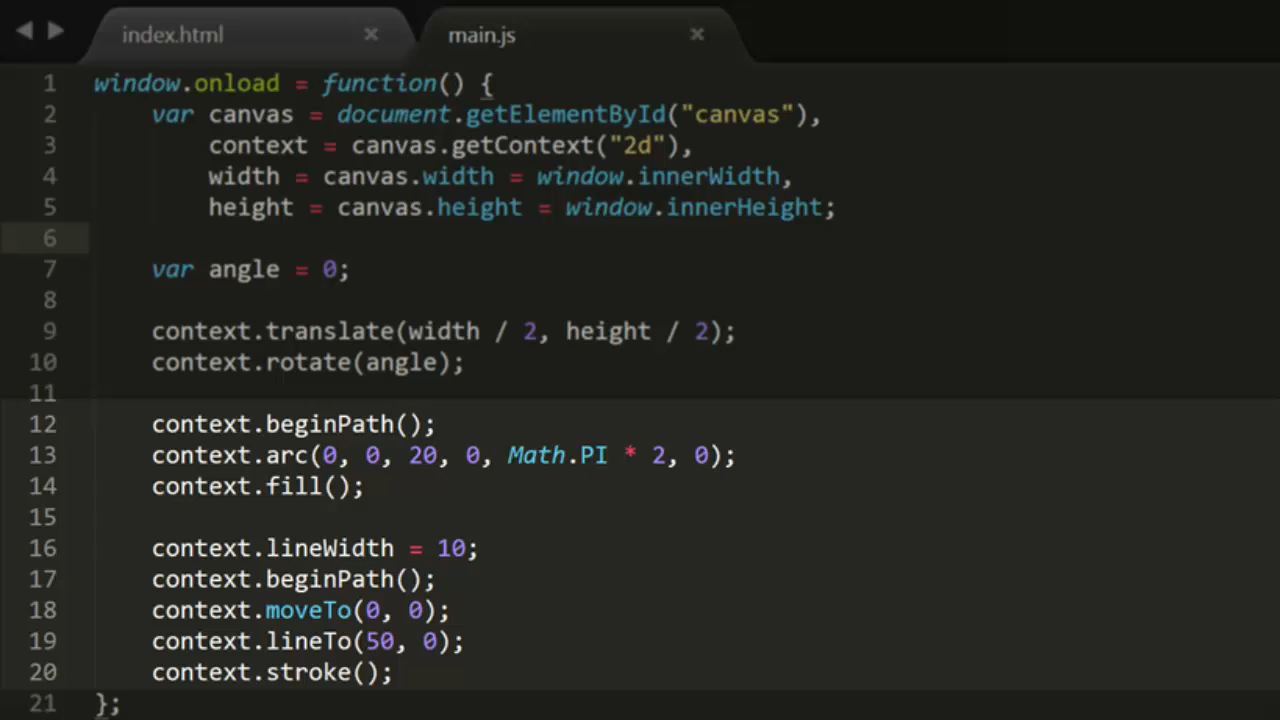 index.html × main.js ×
1 window.onload = function() {
2     var canvas = document.getElementById("canvas"),
3         context = canvas.getContext("2d"),
4         width = canvas.width = window.innerWidth,
5         height = canvas.height = window.innerHeight;
6
7     var angle = 0;
8
9     context.translate(width / 2, height / 2);
10     context.rotate(angle);
11
12     context.beginPath();
13     context.arc(0, 0, 20, 0, Math.PI * 2, 0);
14     context.fill();
15
16     context.lineWidth = 10;
17     context.beginPath();
18     context.moveTo(0, 0);
19     context.lineTo(50, 0);
20     context.stroke();
21 };